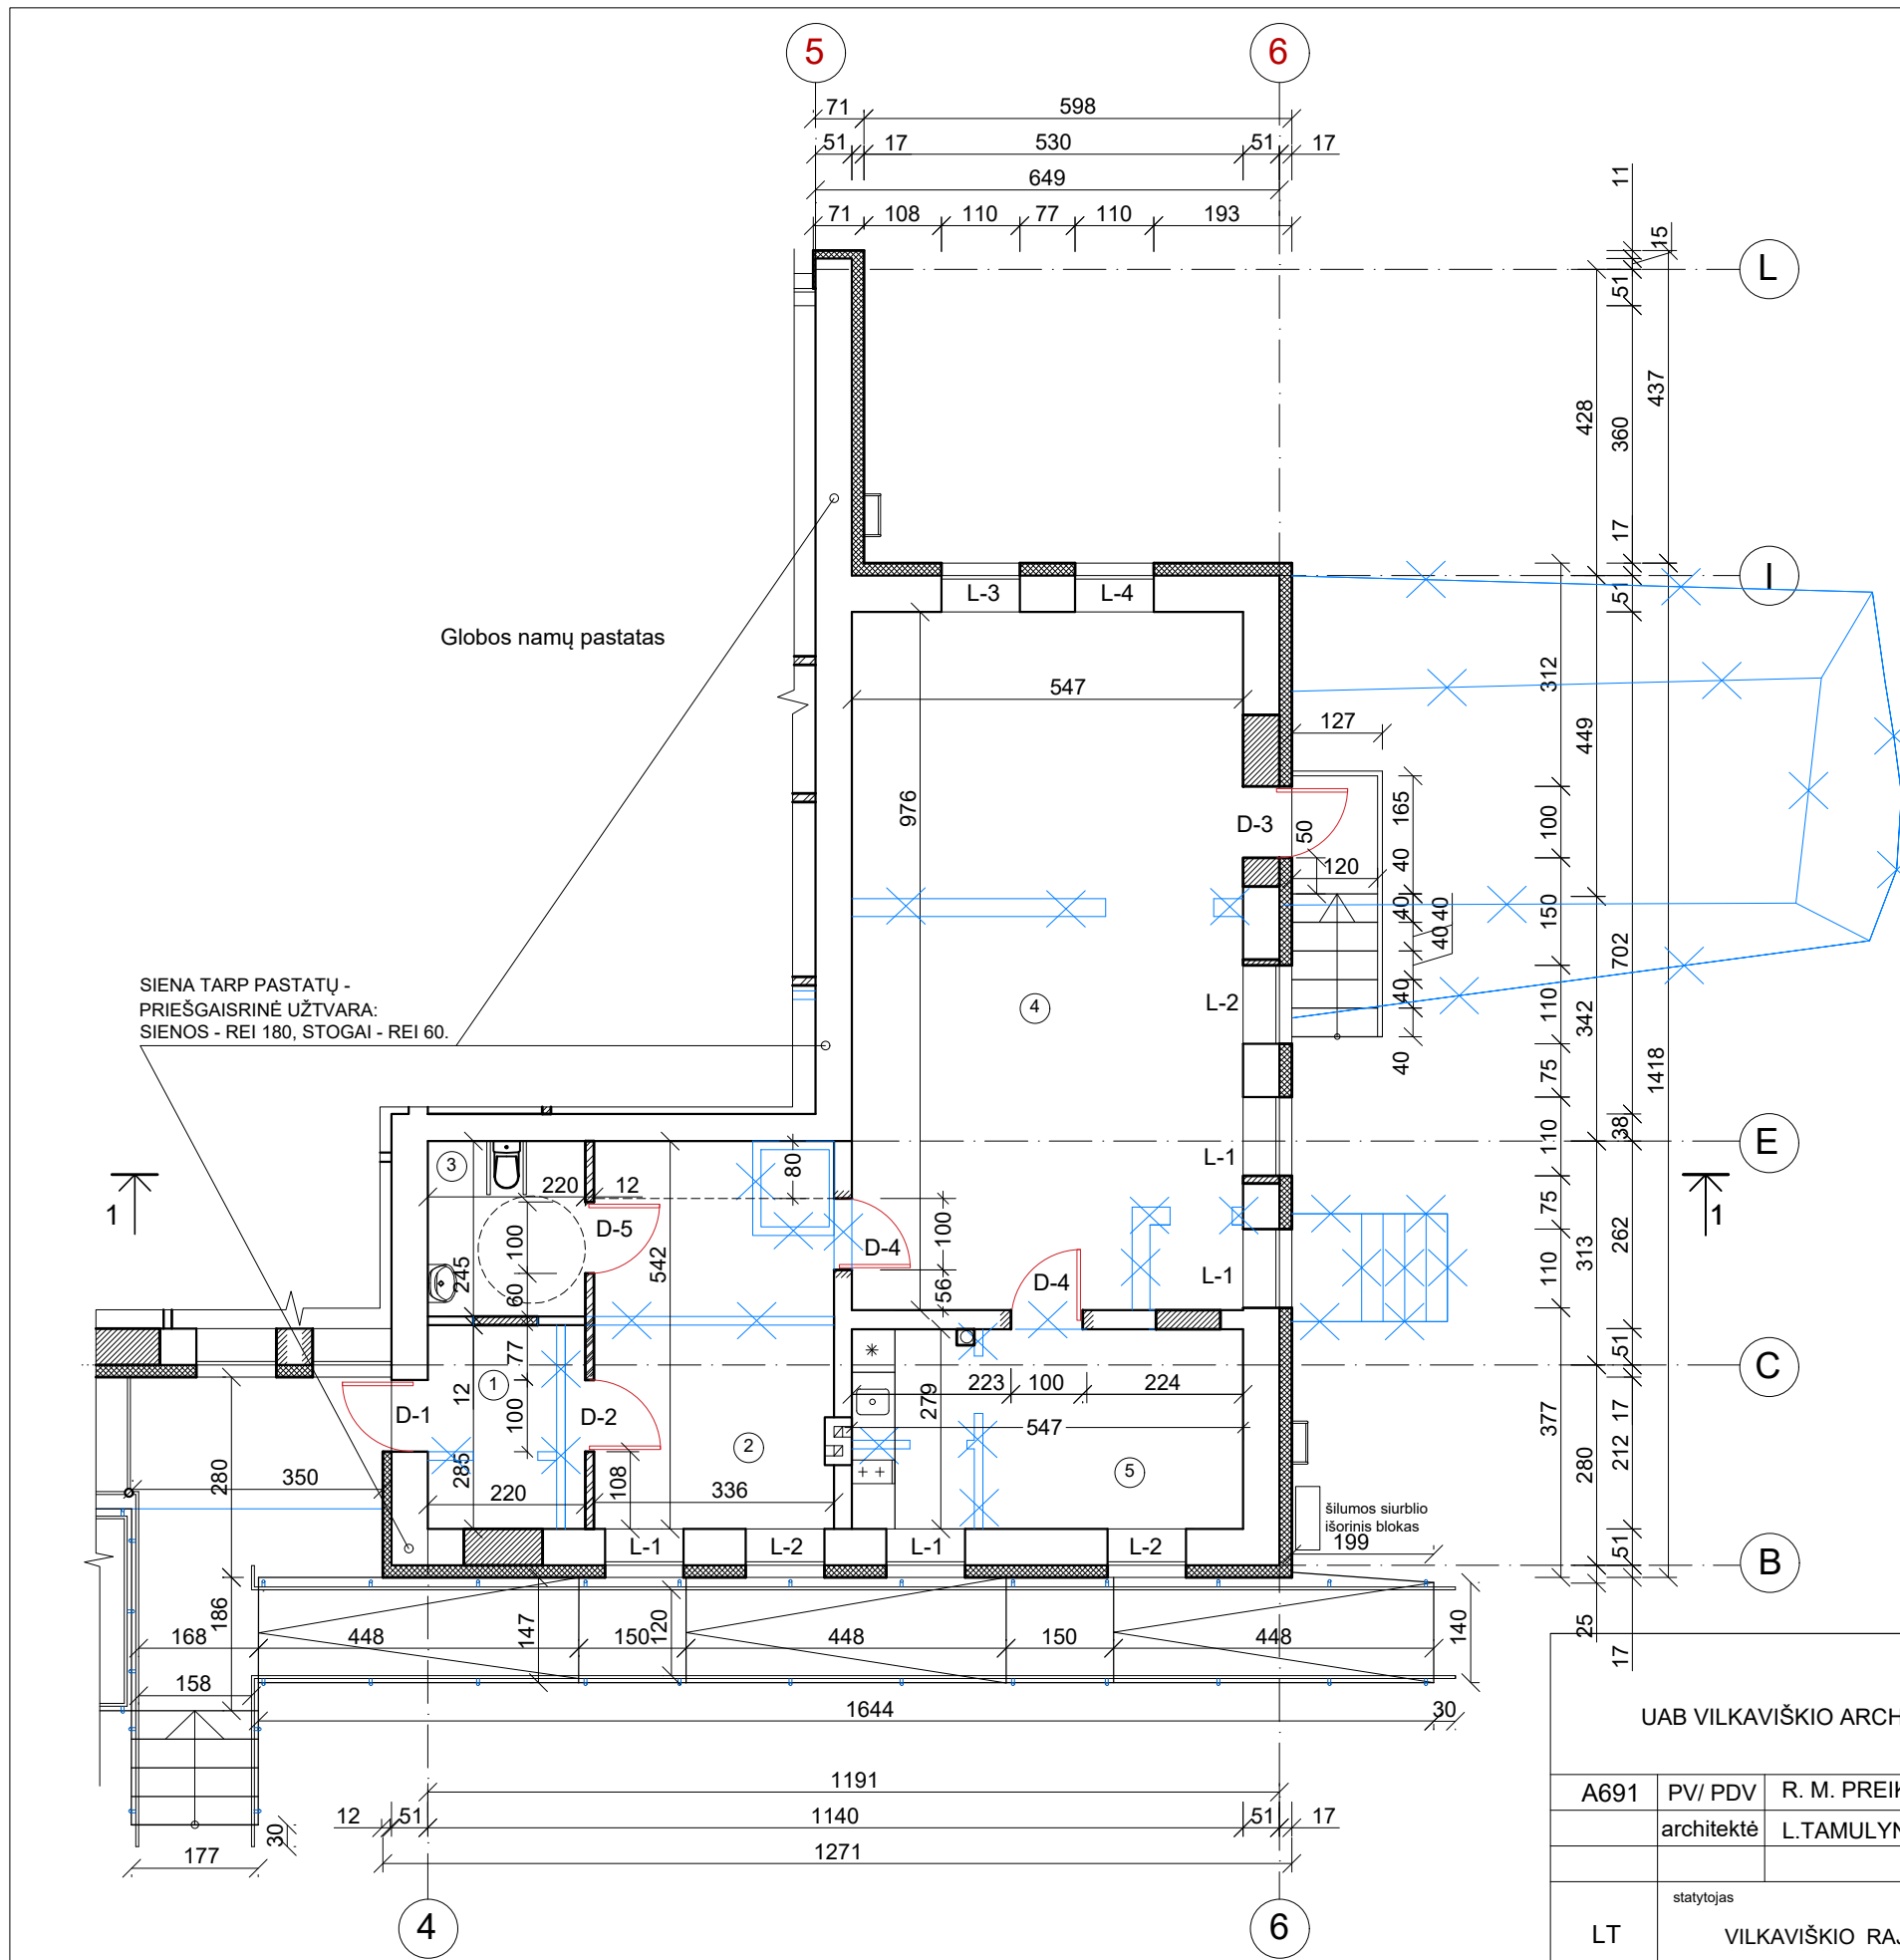 5 6
71 598
51 17 530 51 17
649
71 108 110 77 110 193
11
15
L
51
437
428
360
17
I
51
L-3 L-4
Globos namų pastatas
547
312
127
449
976
165
100
D-3
50
40
120
150
40
40 40
702
SIENA TARP PASTATŲ -
PRIEŠGAISRINĖ UŽTVARA:
SIENOS - REI 180, STOGAI - REI 60.
4
L-2
40
110
342
40
75
1418
110
38
E
3
80
L-1
220 12
1
1
75
D-5
100
D-4
100
262
245
542
313
60
56
D-4
L-1
110
51
77
C
1
12
223 100 224
279
D-1
100
D-2
547
377
17
2
285
108
5
212
280
280
350
220
336
šilumos siurblio
išorinis blokas
L-1 L-2 L-1 L-2
199
51
B
186
147
120
140
168 448 150 448 150 448
25
17
158
1644 30
UAB VILKAVIŠKIO ARCH
1191
A691 PV/ PDV
12 51 1140 51 17
30
architektė
177
1271
statytojas
4 6
LT VILKAVIŠKIO